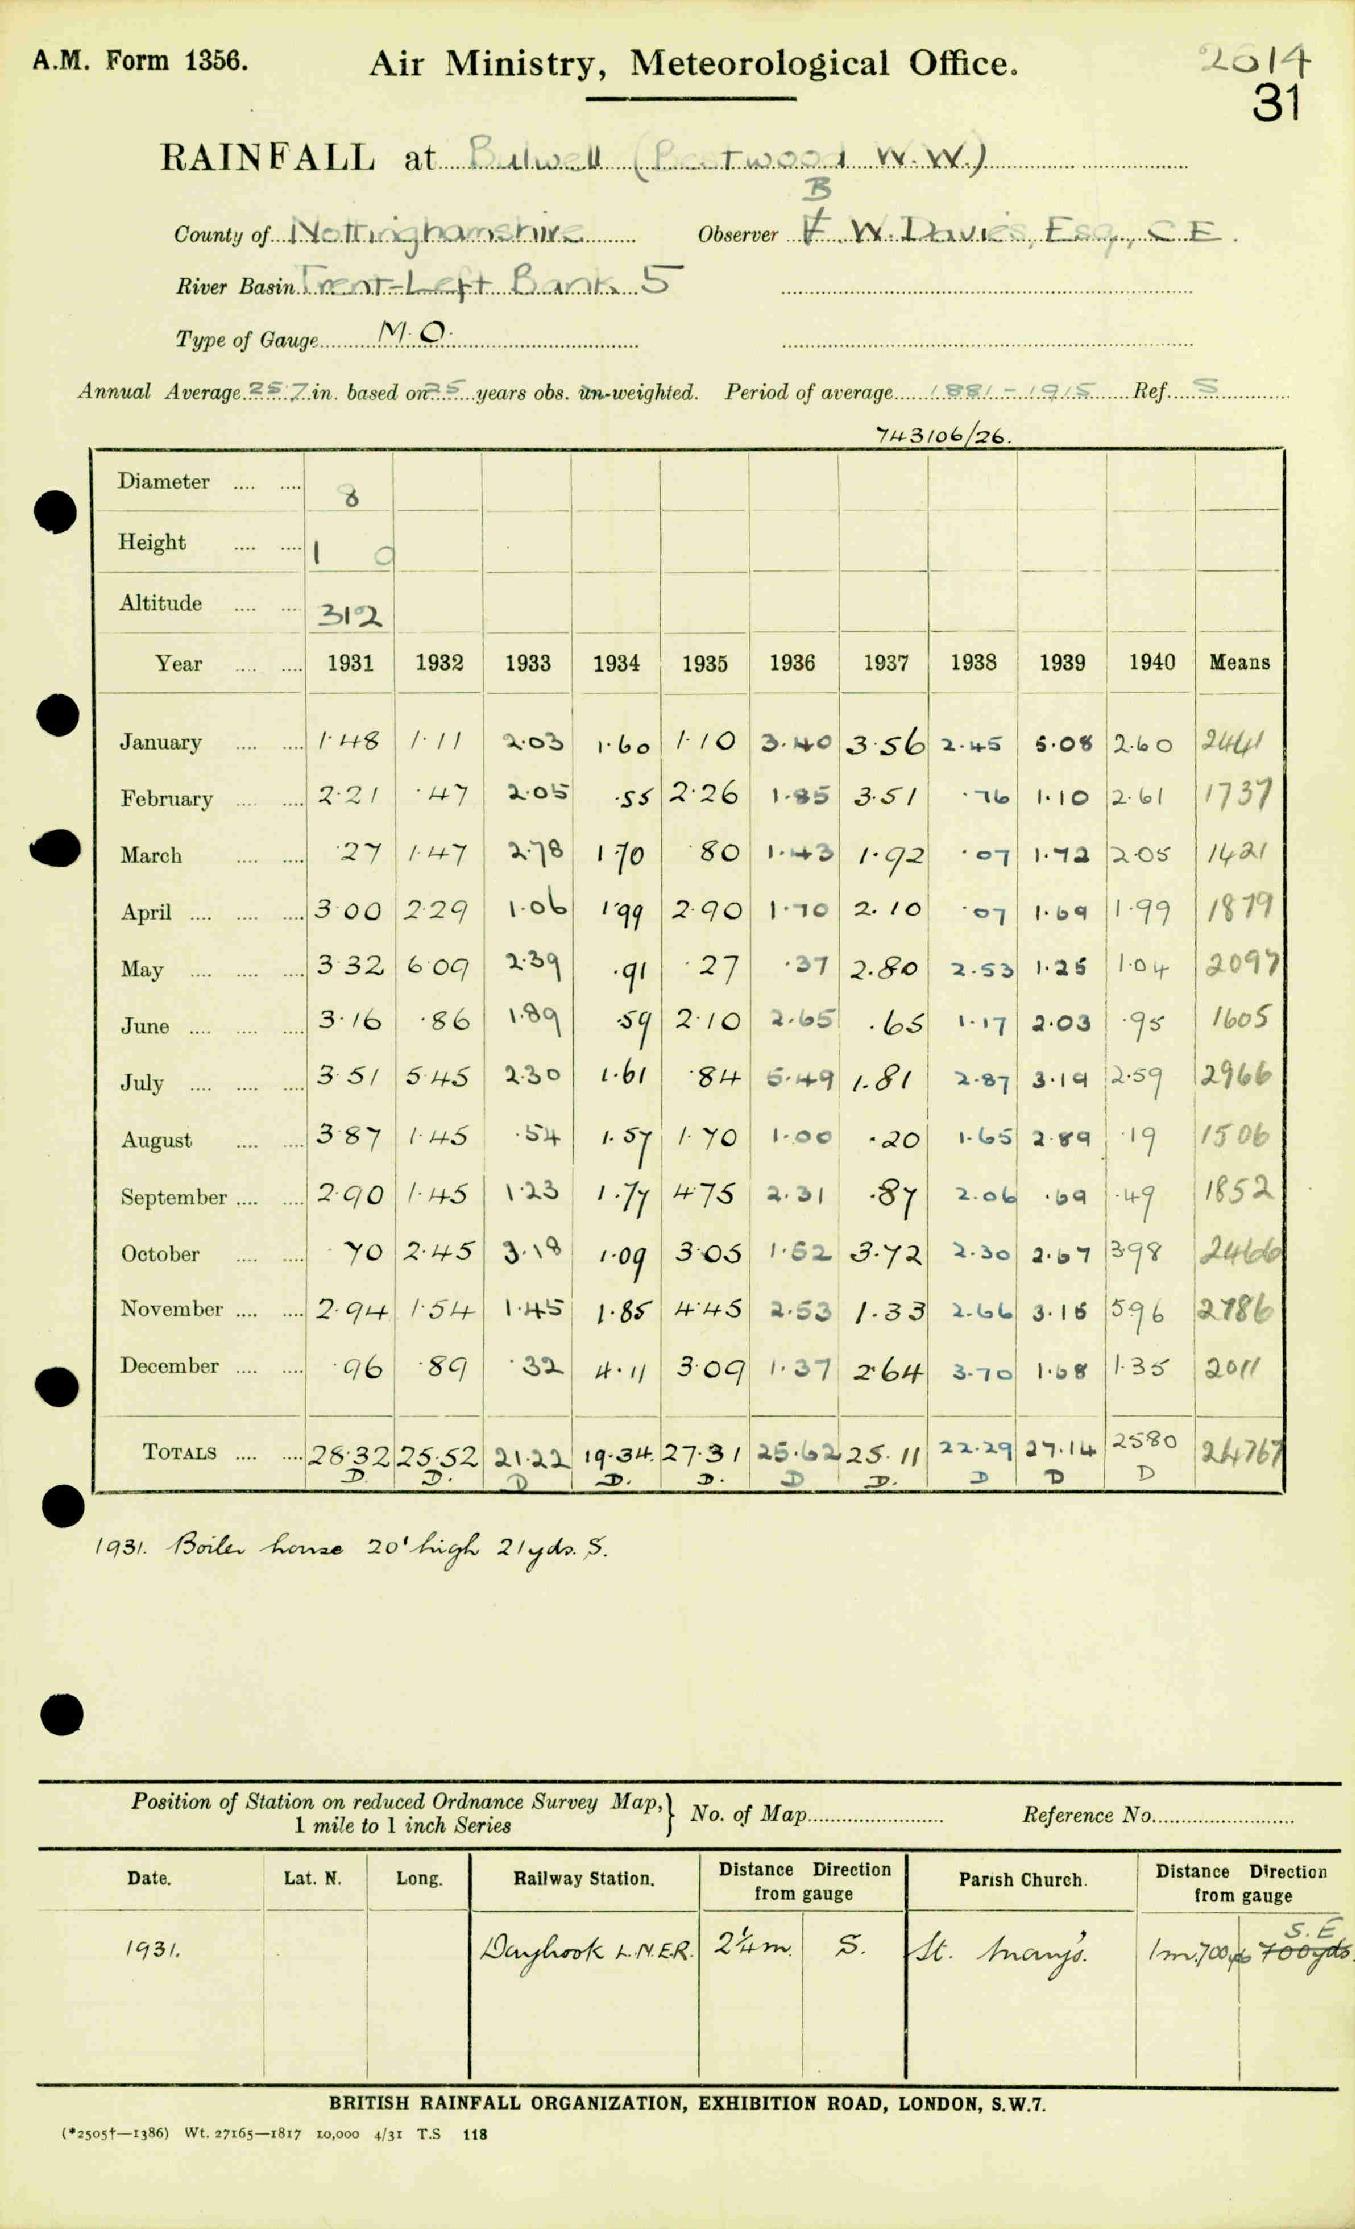 A.M. Form 1356. Air Ministry, Meteorological Office. 2614
31
RAINFALL at Bulwell (Bestwood W.W.)
B
County of Nottinghamshire Observer F. W. Davies, Esq., C.E.
River Basin Trent-Left Bank 5
Type of Gauge M.O.
Annual Average 25.7 in. based on 25 years obs. un-weighted. Period of average 1881-1915 Ref. S
743106/26.
Diameter .... .... 8
Height .... .... 1 0
Altitude .... .... 312
Year .... .... 1931 1932 1933 1934 1935 1936 1937 1938 1939 1940 Means
January .... .... 1.48 1.11 2.03 1.60 1.10 3.40 3.56 2.45 5.08 2.60 2441
February .... .... 2.21 .47 2.05 .55 2.26 1.85 3.51 .76 1.10 2.61 1737
March .... .... .27 1.47 2.78 1.70 .80 1.43 1.92 .07 1.72 2.05 1421
April .... .... .... 3.00 2.29 1.06 1.99 2.90 1.70 2.10 .07 1.69 1.99 1879
May .... .... .... 3.32 6.09 2.39 .91 .27 .37 2.80 2.53 1.25 1.04 2097
June .... .... .... 3.16 .86 1.89 .59 2.10 2.65 .65 1.17 2.03 .95 1605
July .... .... .... 3.51 5.45 2.30 1.61 .84 5.49 1.81 2.87 3.19 2.59 2966
August .... .... 3.87 1.45 .54 1.57 1.70 1.00 .20 1.65 2.89 .19 1506
September .... .... 2.90 1.45 1.23 1.77 4.75 2.31 .87 2.06 .69 .49 1852
October .... .... .70 2.45 3.18 1.09 3.05 1.52 3.72 2.30 2.67 3.98 2466
November .... .... 2.94 1.54 1.45 1.85 4.45 2.53 1.33 2.66 3.15 5.96 2786
December .... .... .96 .89 .32 4.11 3.09 1.37 2.64 3.70 1.68 1.35 2011
TOTALS .... .... 28.32 25.52 21.22 19.34 27.31 25.62 25.11 22.29 27.14 2580 24767
D. D. D D. D. D D. D D D
1931. Boiler house 20' high 21 yds. S.
Position of Station on reduced Ordnance Survey Map, } No. of Map Reference No.
1 mile to 1 inch Series
Date. Lat. N. Long. Railway Station. Distance Direction from gauge Parish Church. Distance Direction from gauge
S.E
1931. Daybrook L.N.E.R. 2¼m. S. St. Mary's. 1m.700yds 700yds.
BRITISH RAINFALL ORGANIZATION, EXHIBITION ROAD, LONDON, S.W.7.
(*2505†—1386) Wt. 27165—1817 10,000 4/31 T.S 118